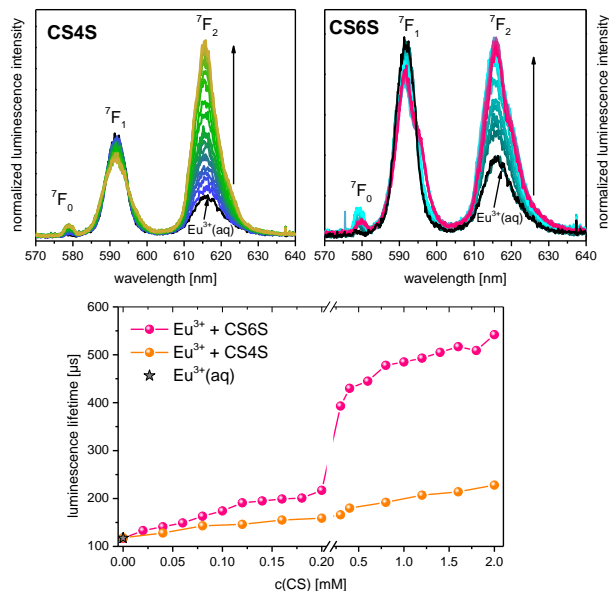 CS4S
⁷F₀
⁷F₁
⁷F₂
Eu³⁺(aq)
normalized luminescence intensity
570 580 590 600 610 620 630 640
wavelength [nm]
CS6S
⁷F₀
⁷F₁
⁷F₂
Eu³⁺(aq)
normalized luminescence intensity
570 580 590 600 610 620 630 640
wavelength [nm]
luminescence lifetime [µs]
600
500
400
300
200
100
Eu³⁺ + CS6S
Eu³⁺ + CS4S
Eu³⁺(aq)
0.00 0.05 0.10 0.15 0.20 0.5 1.0 1.5 2.0
c(CS) [mM]